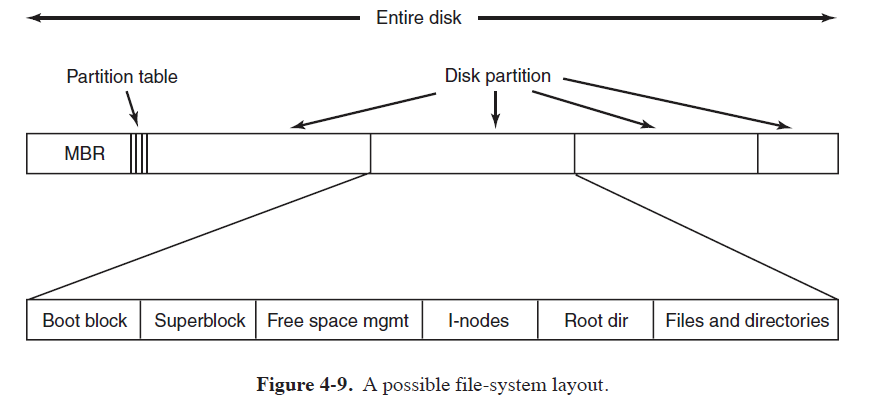 Entire disk
Partition table
Disk partition
MBR
Boot block
Superblock
Free space mgmt
I-nodes
Root dir
Files and directories
Figure 4-9. A possible file-system layout.